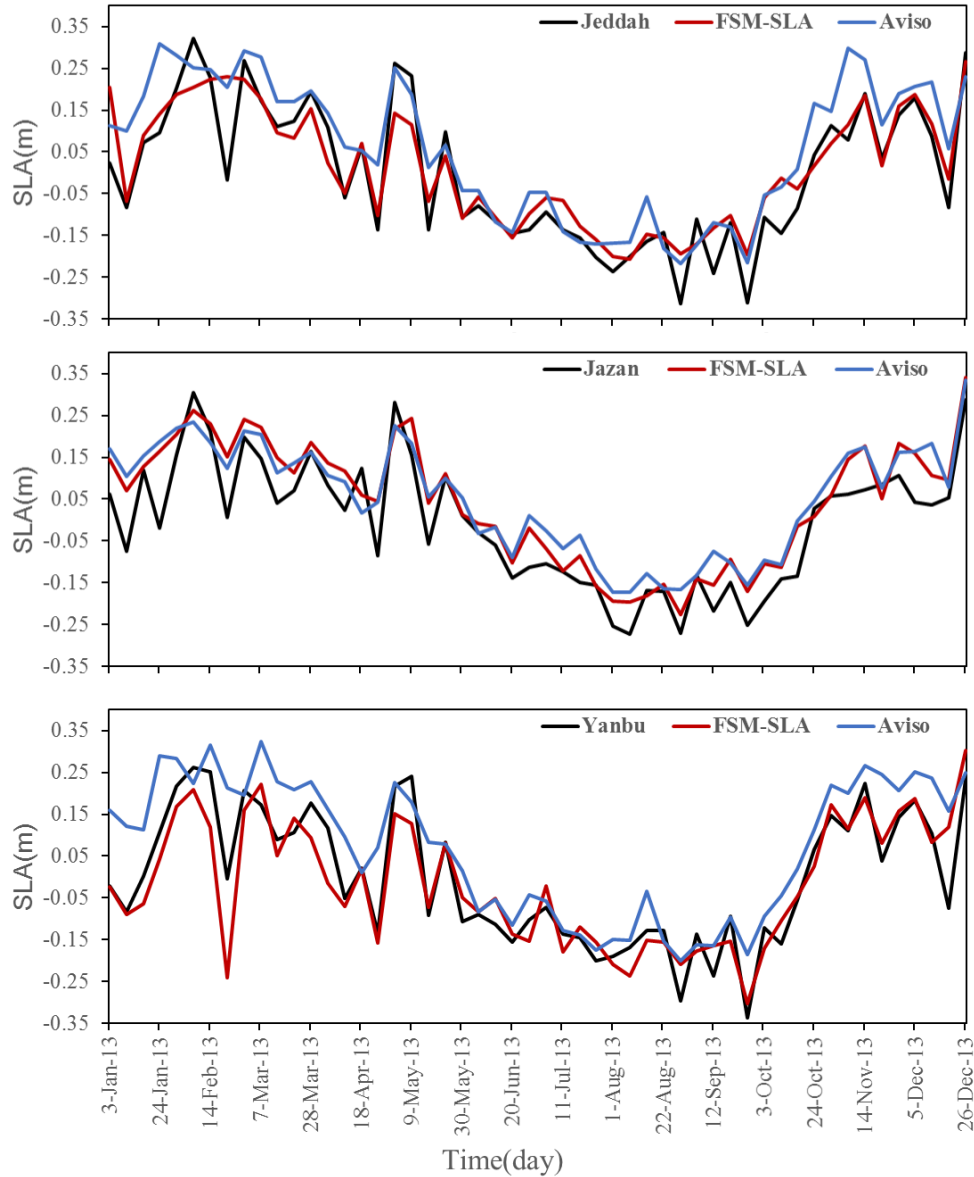 Jeddah FSM-SLA Aviso
0.35
0.25
0.15
0.05
-0.05
-0.15
-0.25
-0.35
SLA(m)
Jazan FSM-SLA Aviso
0.35
0.25
0.15
0.05
-0.05
-0.15
-0.25
-0.35
SLA(m)
Yanbu FSM-SLA Aviso
0.35
0.25
0.15
0.05
-0.05
-0.15
-0.25
-0.35
SLA(m)
3-Jan-13
24-Jan-13
14-Feb-13
7-Mar-13
28-Mar-13
18-Apr-13
9-May-13
30-May-13
20-Jun-13
11-Jul-13
1-Aug-13
22-Aug-13
12-Sep-13
3-Oct-13
24-Oct-13
14-Nov-13
5-Dec-13
26-Dec-13
Time(day)